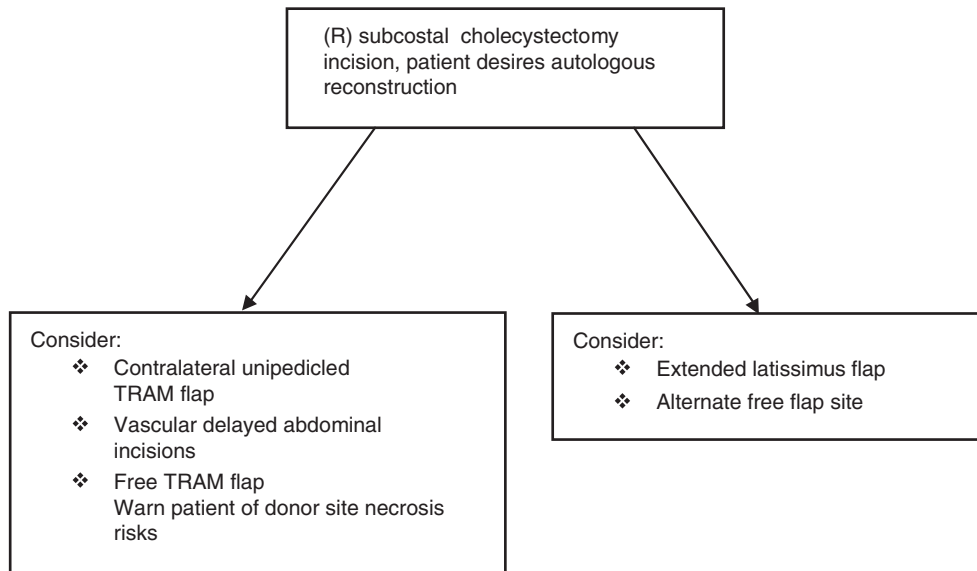 (R) subcostal cholecystectomy
incision, patient desires autologous
reconstruction
Consider:
❖ Contralateral unipedicled
TRAM flap
❖ Vascular delayed abdominal
incisions
❖ Free TRAM flap
Warn patient of donor site necrosis
risks
Consider:
❖ Extended latissimus flap
❖ Alternate free flap site